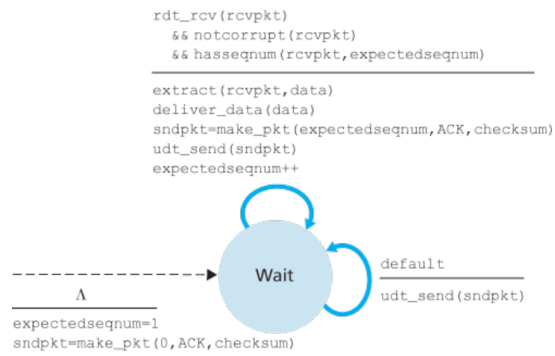 rdt_rcv(rcvpkt)
&& notcorrupt(rcvpkt)
&& hasseqnum(rcvpkt,expectedseqnum)
extract(rcvpkt,data)
deliver_data(data)
sndpkt=make_pkt(expectedseqnum,ACK,checksum)
udt_send(sndpkt)
expectedseqnum++
Wait
default
udt_send(sndpkt)
Λ
expectedseqnum=1
sndpkt=make_pkt(0,ACK,checksum)